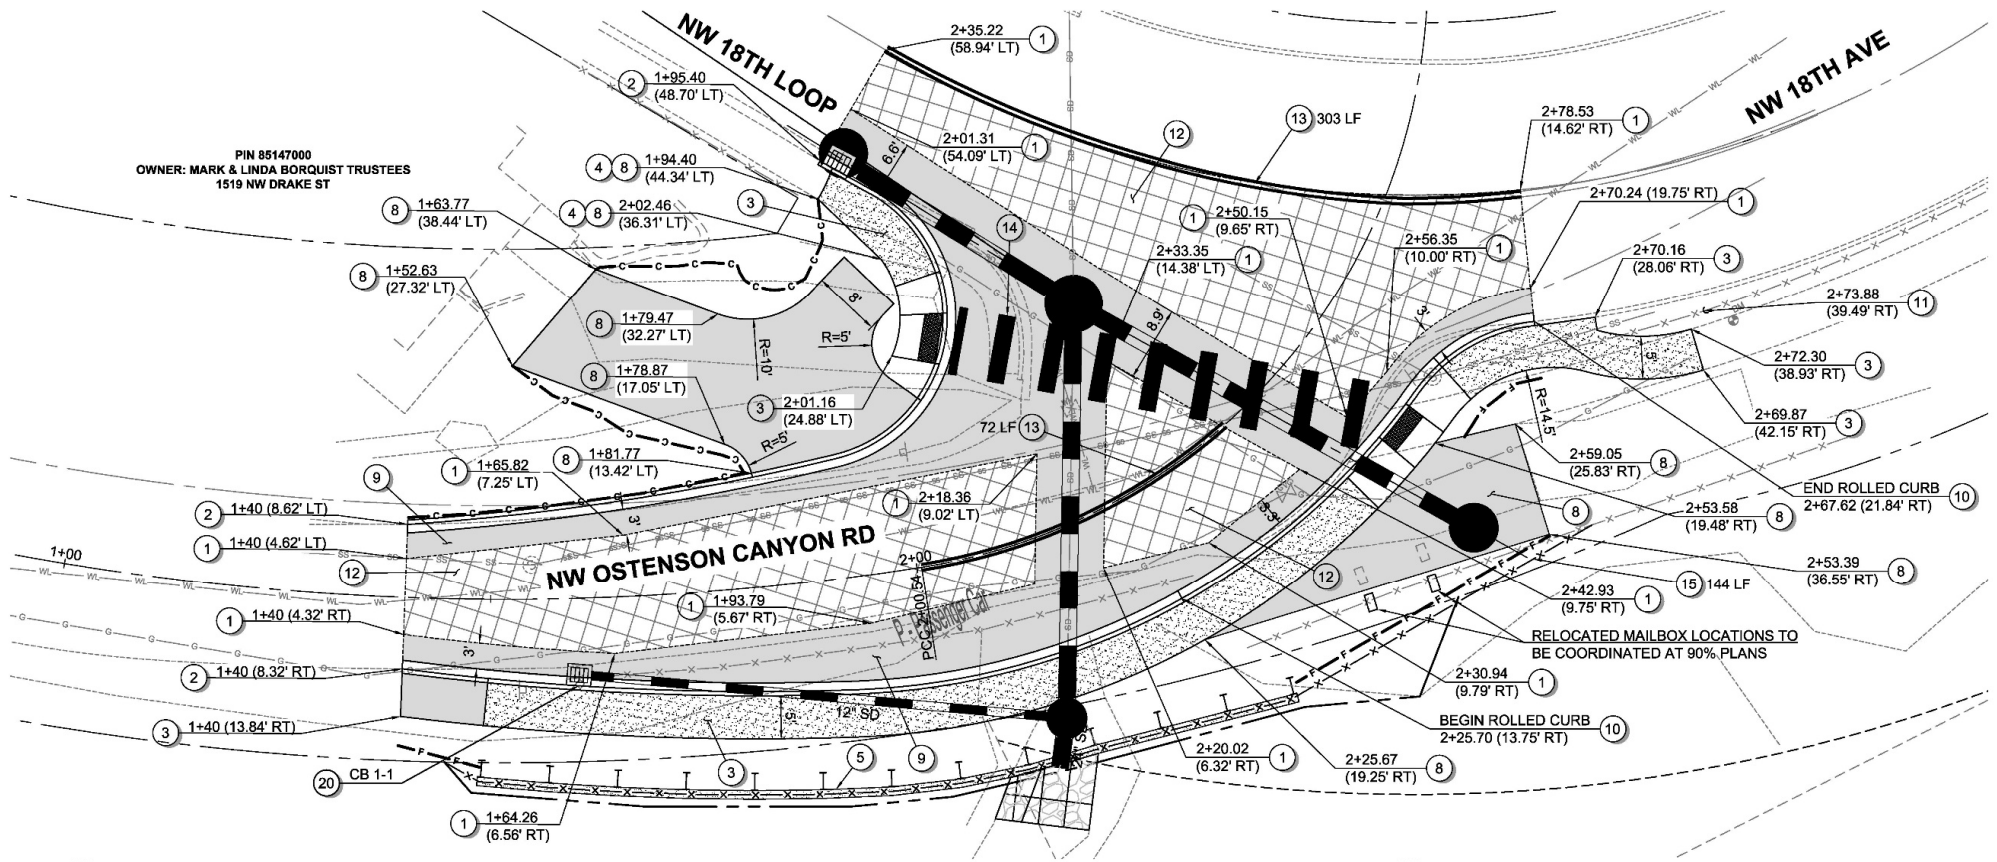 NW 18TH LOOP
NW 18TH AVE
2+35.22
(58.94' LT)
1
2
1+95.40
(48.70' LT)
13
303 LF
12
2+78.53
(14.62' RT)
1
PIN 85147000
OWNER: MARK & LINDA BORQUIST TRUSTEES
1519 NW DRAKE ST
6.6'
2+01.31
(54.09' LT)
1
4
8
1+94.40
(44.34' LT)
2+70.24 (19.75' RT)
1
8
1+63.77
(38.44' LT)
4
8
2+02.46
(36.31' LT)
3
14
1
2+50.15
(9.65' RT)
2+33.35
(14.38' LT)
1
2+56.35
(10.00' RT)
1
2+70.16
(28.06' RT)
3
8
1+52.63
(27.32' LT)
8'
3'
2+73.88
(39.49' RT)
11
8
1+79.47
(32.27' LT)
R=5'
R=10'
8.9'
5'
2+72.30
(38.93' RT)
3
8
1+78.87
(17.05' LT)
3
2+01.16
(24.88' LT)
R=5'
R=14.5'
72 LF
13
2+69.87
(42.15' RT)
3
9
1
1+65.82
(7.25' LT)
8
1+81.77
(13.42' LT)
2+59.05
(25.83' RT)
8
END ROLLED CURB
2+67.62 (21.84' RT)
10
2
1+40 (8.62' LT)
3'
1
2+18.36
(9.02' LT)
3.3'
8
2+53.58
(19.48' RT)
8
1
1+40 (4.62' LT)
1+00
12
NW OSTENSON CANYON RD
2+00
12
15
144 LF
2+53.39
(36.55' RT)
8
1
1+93.79
(5.67' RT)
PCC 2+00.54
P - Passenger Car
2+42.93
(9.75' RT)
1
1
1+40 (4.32' RT)
3'
RELOCATED MAILBOX LOCATIONS TO
BE COORDINATED AT 90% PLANS
2
1+40 (8.32' RT)
2+30.94
(9.79' RT)
1
3
1+40 (13.84' RT)
12" SD
5'
BEGIN ROLLED CURB
2+25.70 (13.75' RT)
10
20
CB 1-1
3
5
9
2+20.02
(6.32' RT)
1
2+25.67
(19.25' RT)
8
1
1+64.26
(6.56' RT)